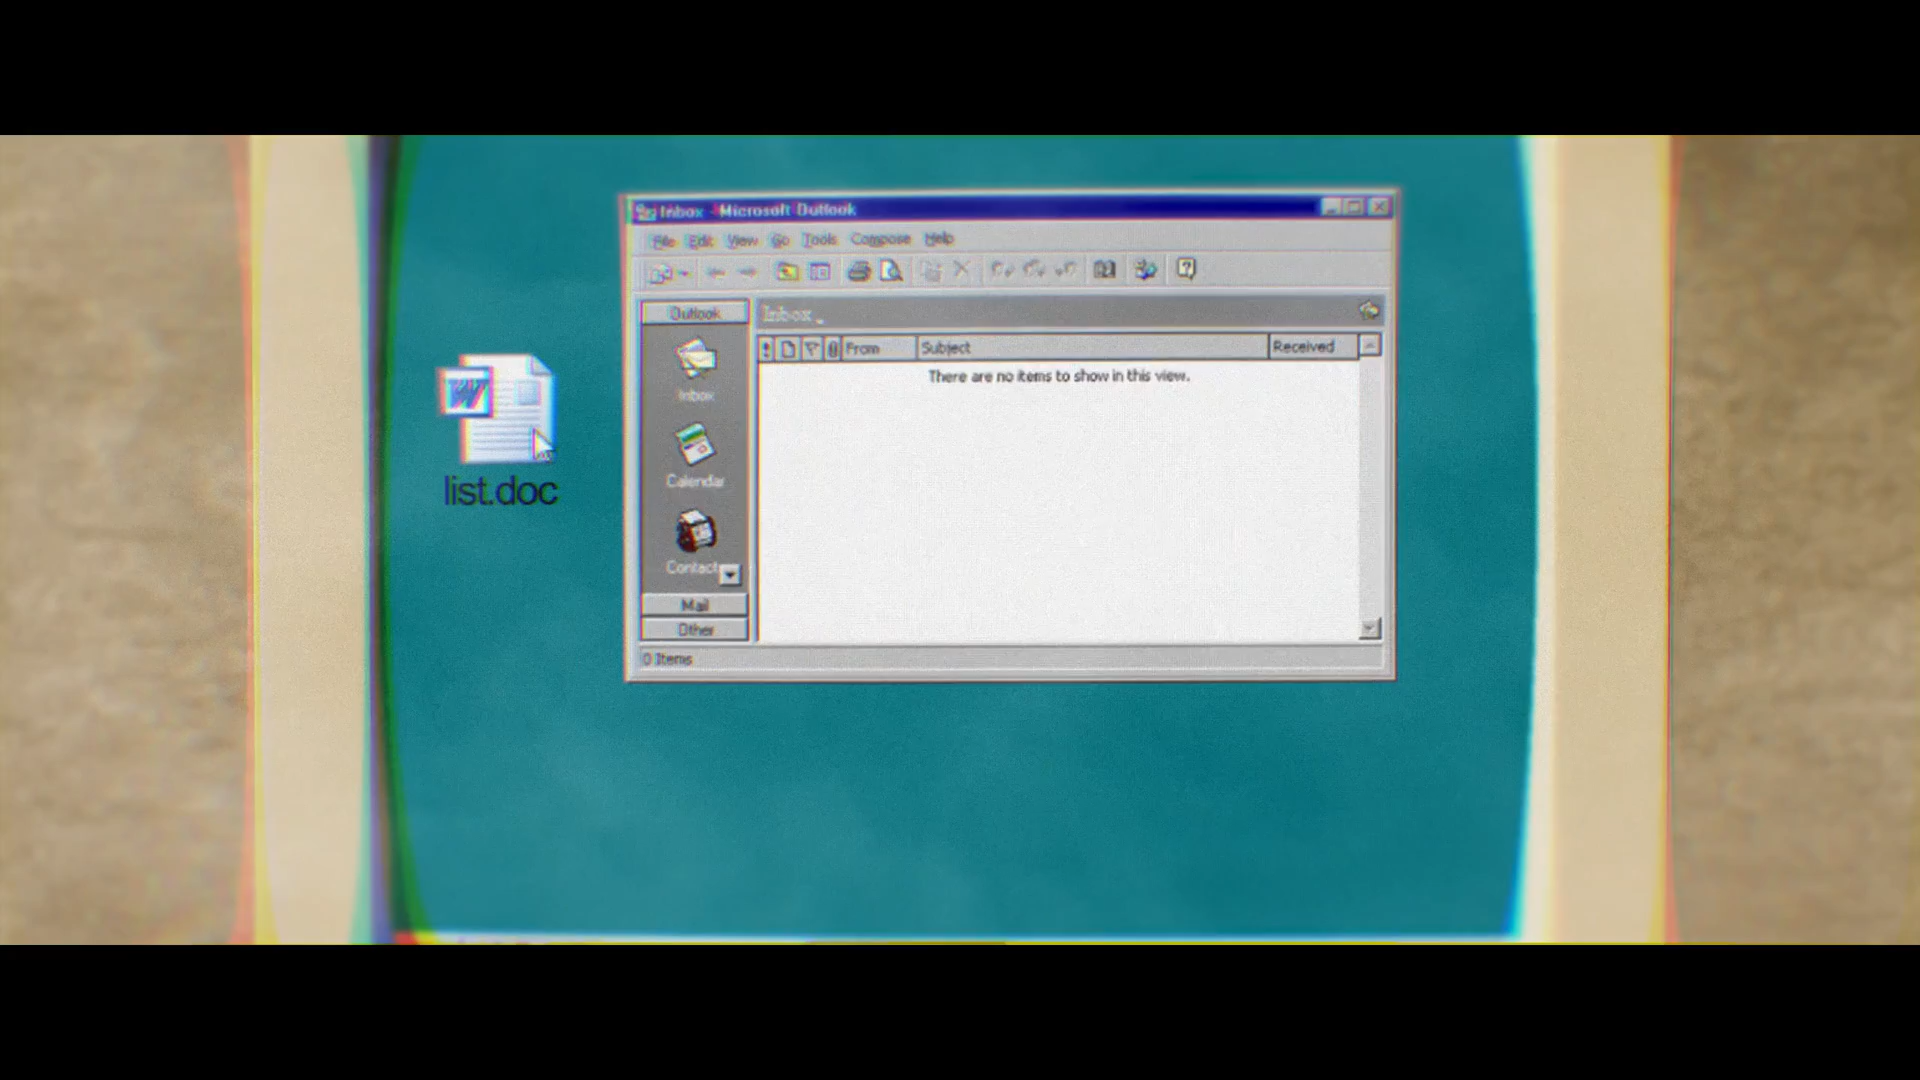 Inbox - Microsoft Outlook
File Edit View Go Tools Compose Help
Outlook
Inbox
From Subject Received
There are no items to show in this view.
Inbox
Calendar
Contact
Mail
Other
0 Items
W
list.doc